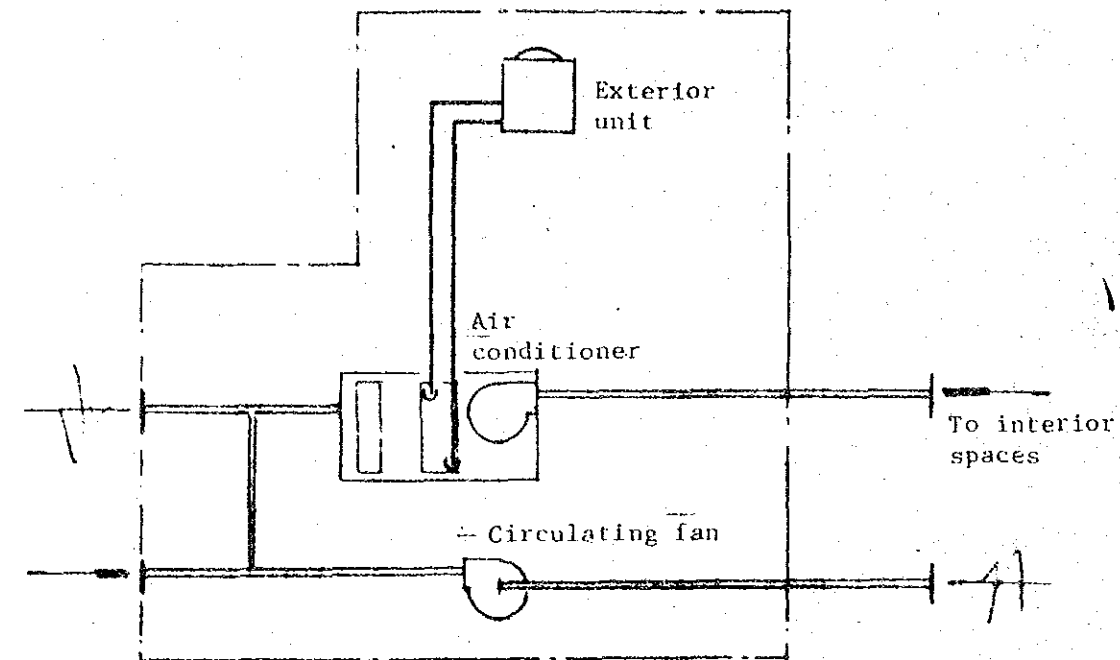 Exterior
unit
Air
conditioner
To interior
spaces
Circulating fan